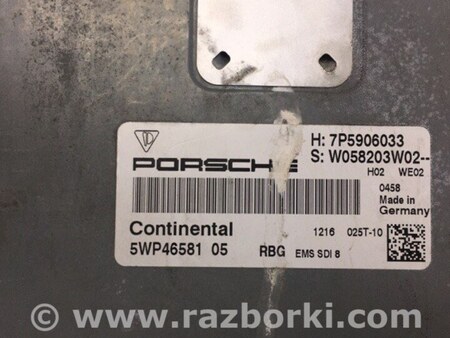 H: 7P5906033
PORSCHE S: W058203W02--
H02 WE02
0458
Made in
Germany
Continental 1216 025T-10
5WP46581 05 RBG EMS SDI 8
© www.razborki.com